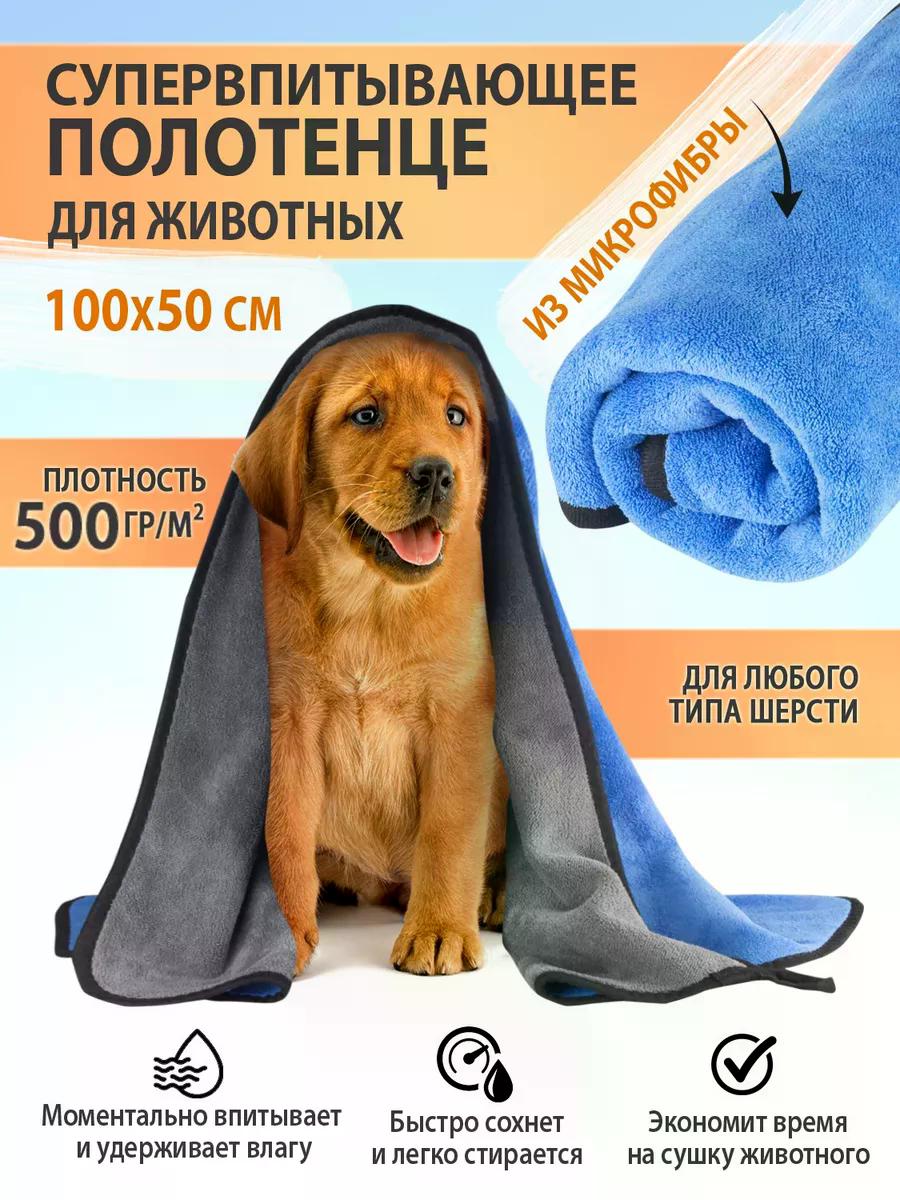 СУПЕРВПИТЫВАЮЩЕЕ
ПОЛОТЕНЦЕ
ДЛЯ ЖИВОТНЫХ
ИЗ МИКРОФИБРЫ
100х50 СМ
ПЛОТНОСТЬ
500ГР/М²
ДЛЯ ЛЮБОГО
ТИПА ШЕРСТИ
Моментально впитывает
и удерживает влагу
Быстро сохнет
и легко стирается
Экономит время
на сушку животного